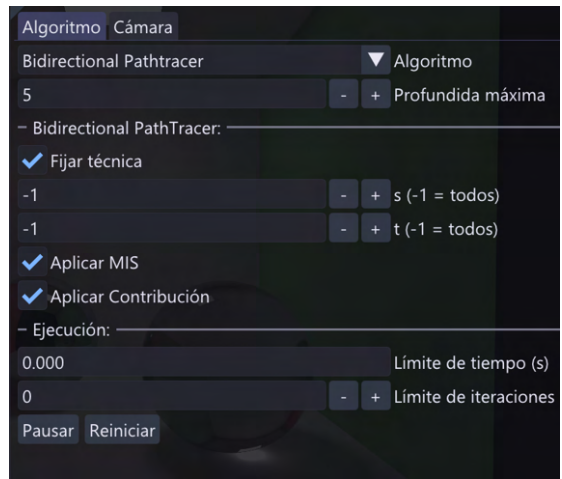 Algoritmo Cámara
Bidirectional Pathtracer Algoritmo
5 - + Profundida máxima
Bidirectional PathTracer:
Fijar técnica
-1 - + s (-1 = todos)
-1 - + t (-1 = todos)
Aplicar MIS
Aplicar Contribución
Ejecución:
0.000 Límite de tiempo (s)
0 - + Límite de iteraciones
Pausar Reiniciar